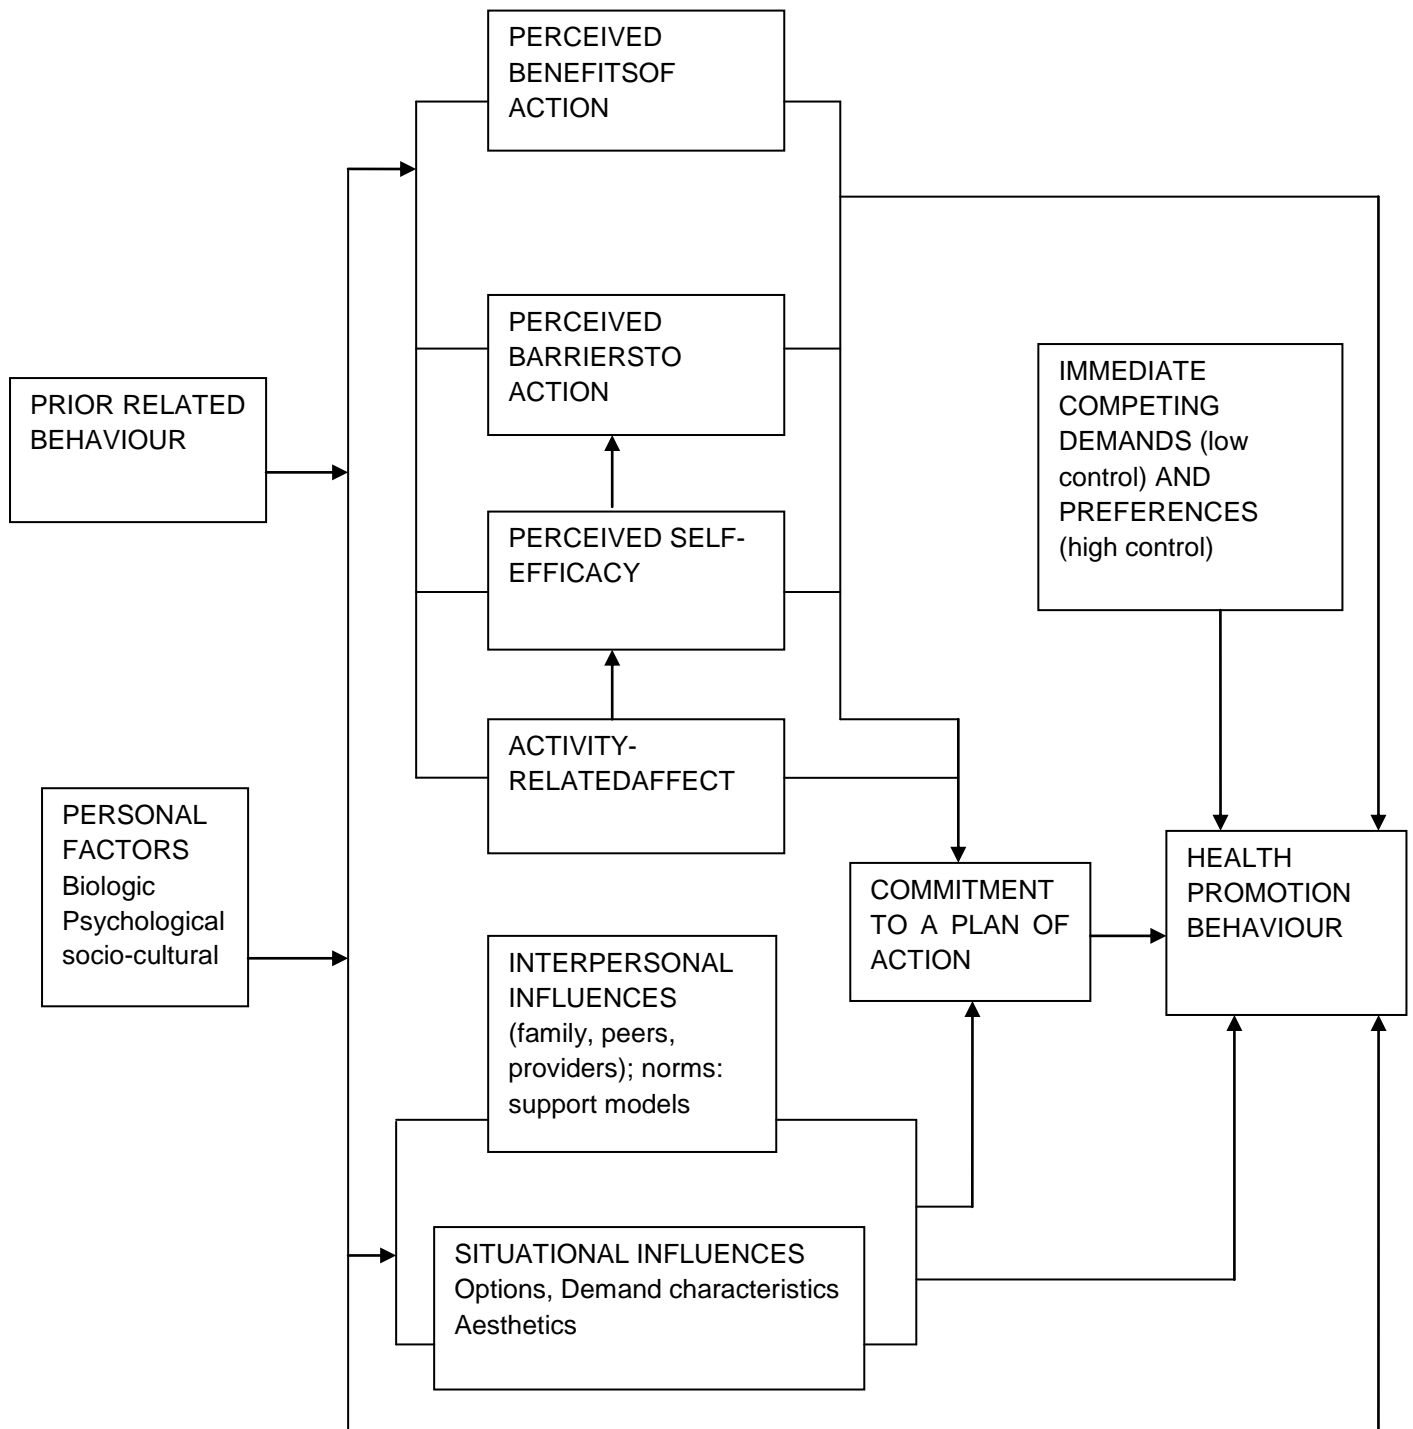 PERCEIVED
BENEFITSOF
ACTION
PERCEIVED
BARRIERSTO
ACTION
IMMEDIATE
COMPETING
DEMANDS (low
control) AND
PREFERENCES
(high control)
PRIOR RELATED
BEHAVIOUR
PERCEIVED SELF-
EFFICACY
ACTIVITY-
RELATEDAFFECT
PERSONAL
FACTORS
Biologic
Psychological
socio-cultural
HEALTH
PROMOTION
BEHAVIOUR
COMMITMENT
TO A PLAN OF
ACTION
INTERPERSONAL
INFLUENCES
(family, peers,
providers); norms:
support models
SITUATIONAL INFLUENCES
Options, Demand characteristics
Aesthetics